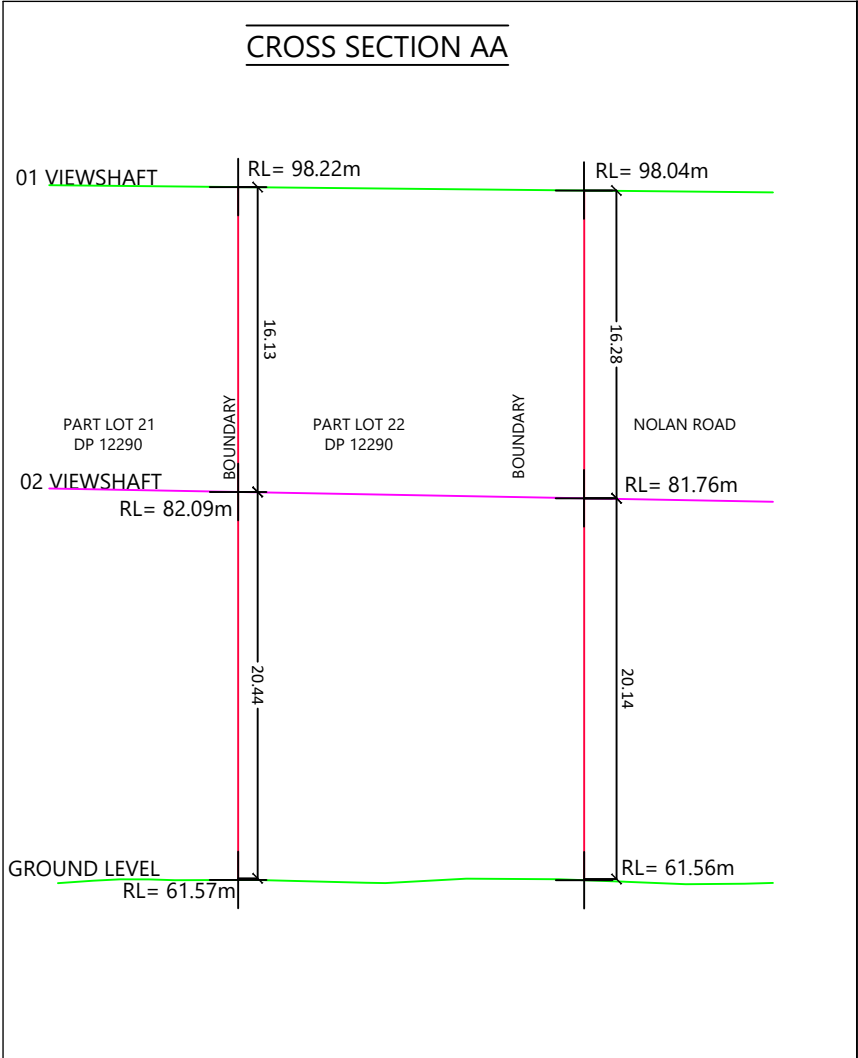 CROSS SECTION AA
01 VIEWSHAFT
RL= 98.22m
RL= 98.04m
16.13
16.28
PART LOT 21
DP 12290
BOUNDARY
PART LOT 22
DP 12290
BOUNDARY
NOLAN ROAD
02 VIEWSHAFT
RL= 82.09m
RL= 81.76m
20.44
20.14
GROUND LEVEL
RL= 61.57m
RL= 61.56m